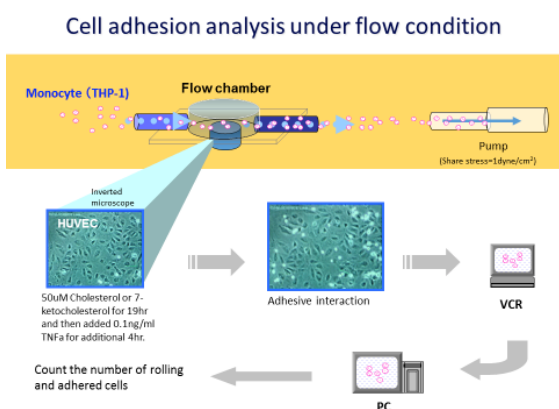 Cell adhesion analysis under flow condition
Monocyte (THP-1)
Flow chamber
Pump
(Share stress=1dyne/cm²)
Inverted
microscope
HUVEC
50uM Cholesterol or 7-
ketocholesterol for 19hr
and then added 0.1ng/ml
TNFa for additional 4hr.
Adhesive interaction
VCR
Count the number of rolling
and adhered cells
PC